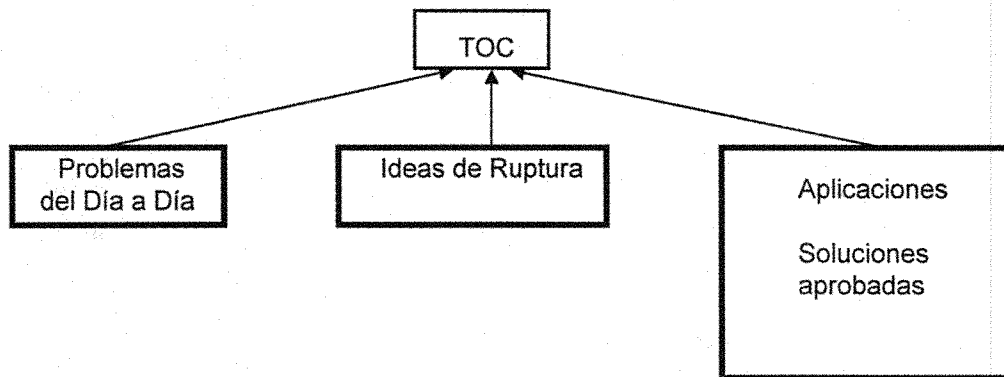 TOC
Problemas
del Día a Día
Ideas de Ruptura
Aplicaciones
Soluciones
aprobadas